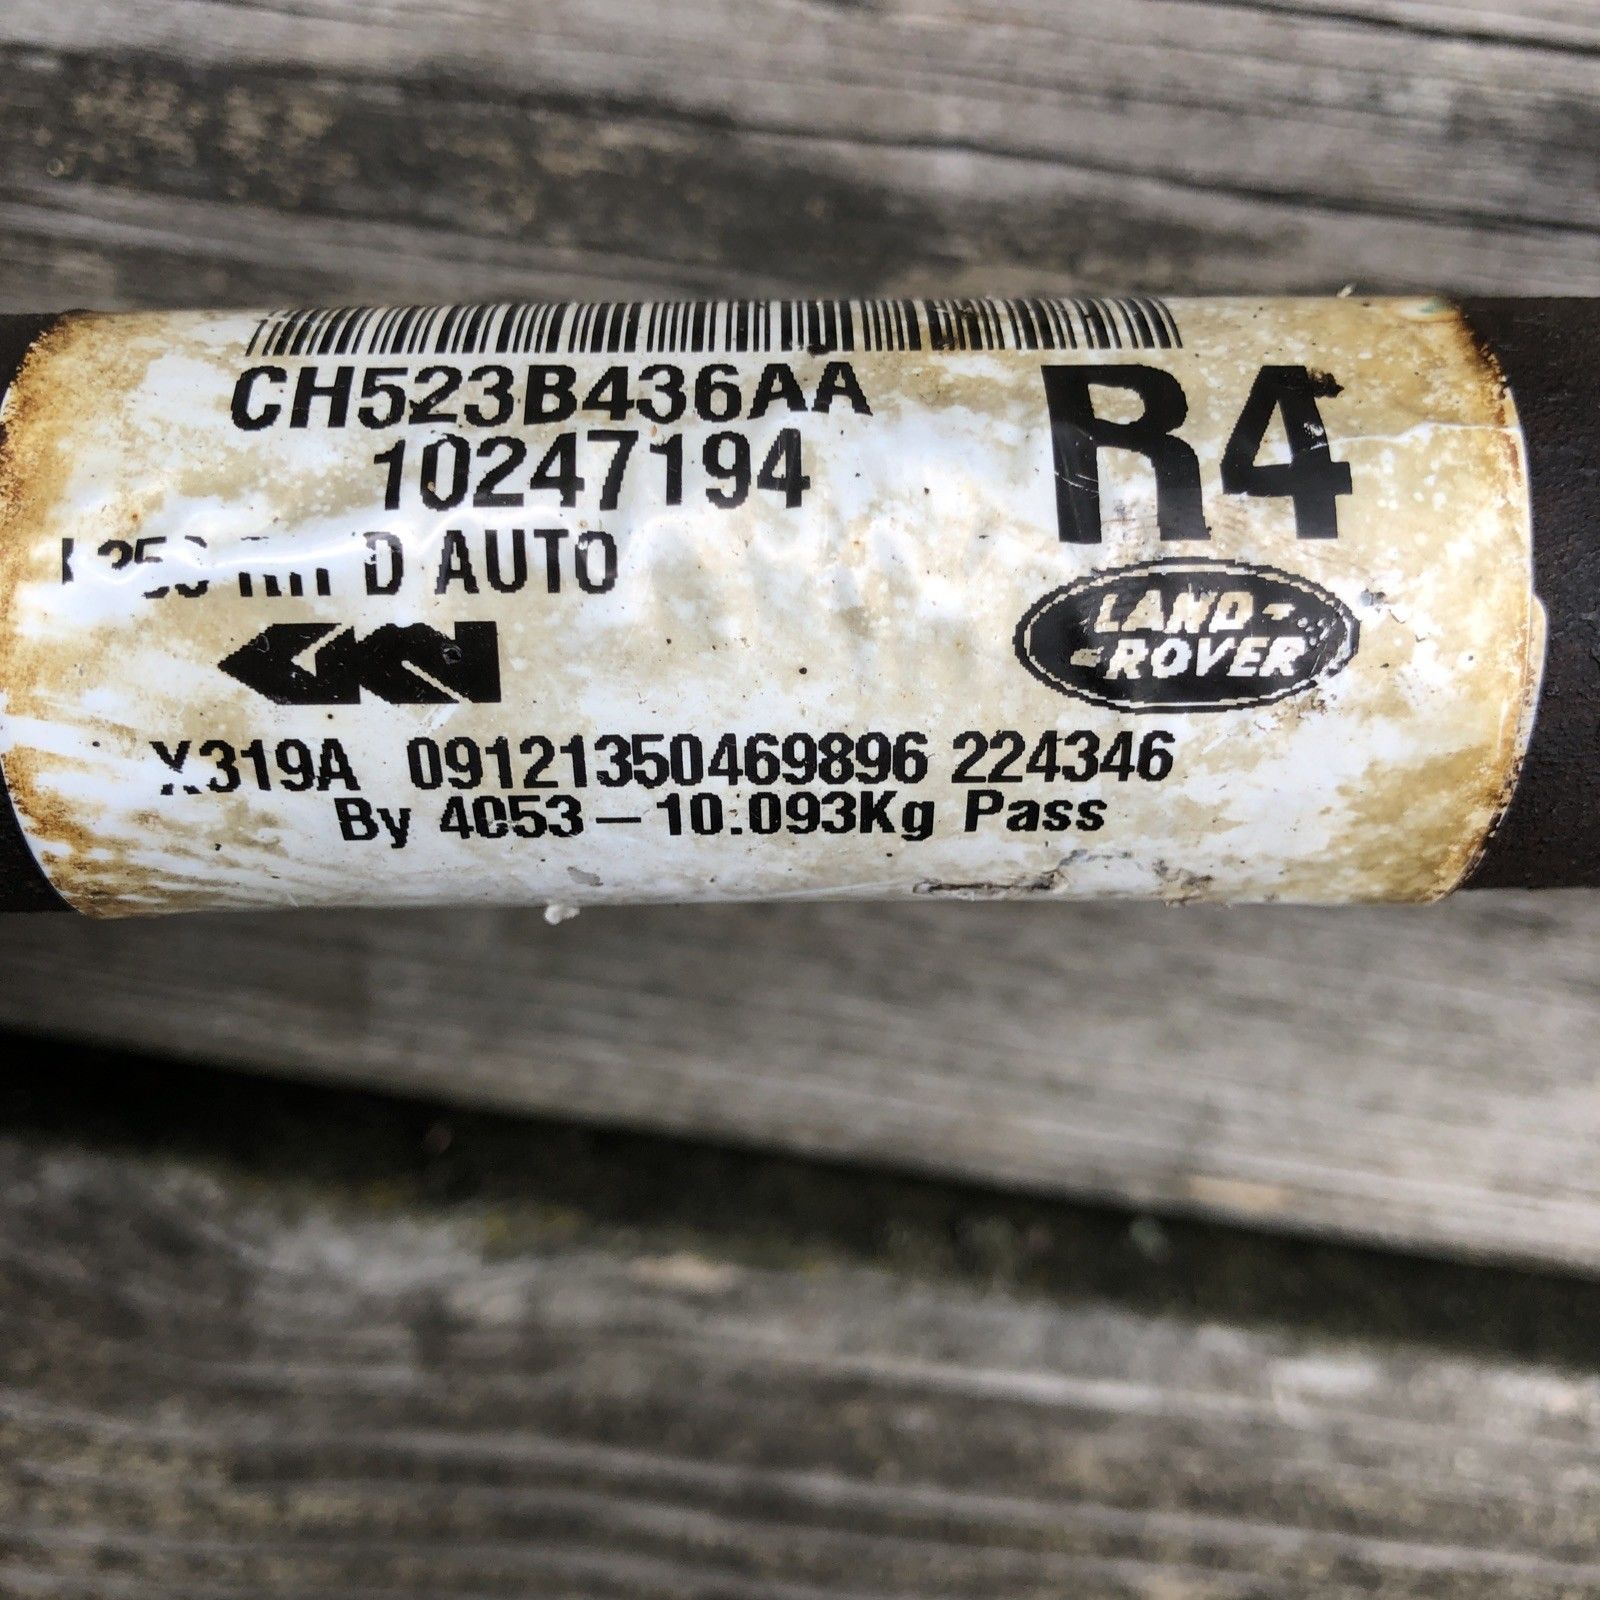 CH523B436AA
10247194
R4
D AUTO
GKN
LAND-
-ROVER
X319A 09121350469896 224346
By 4053-10.093Kg Pass